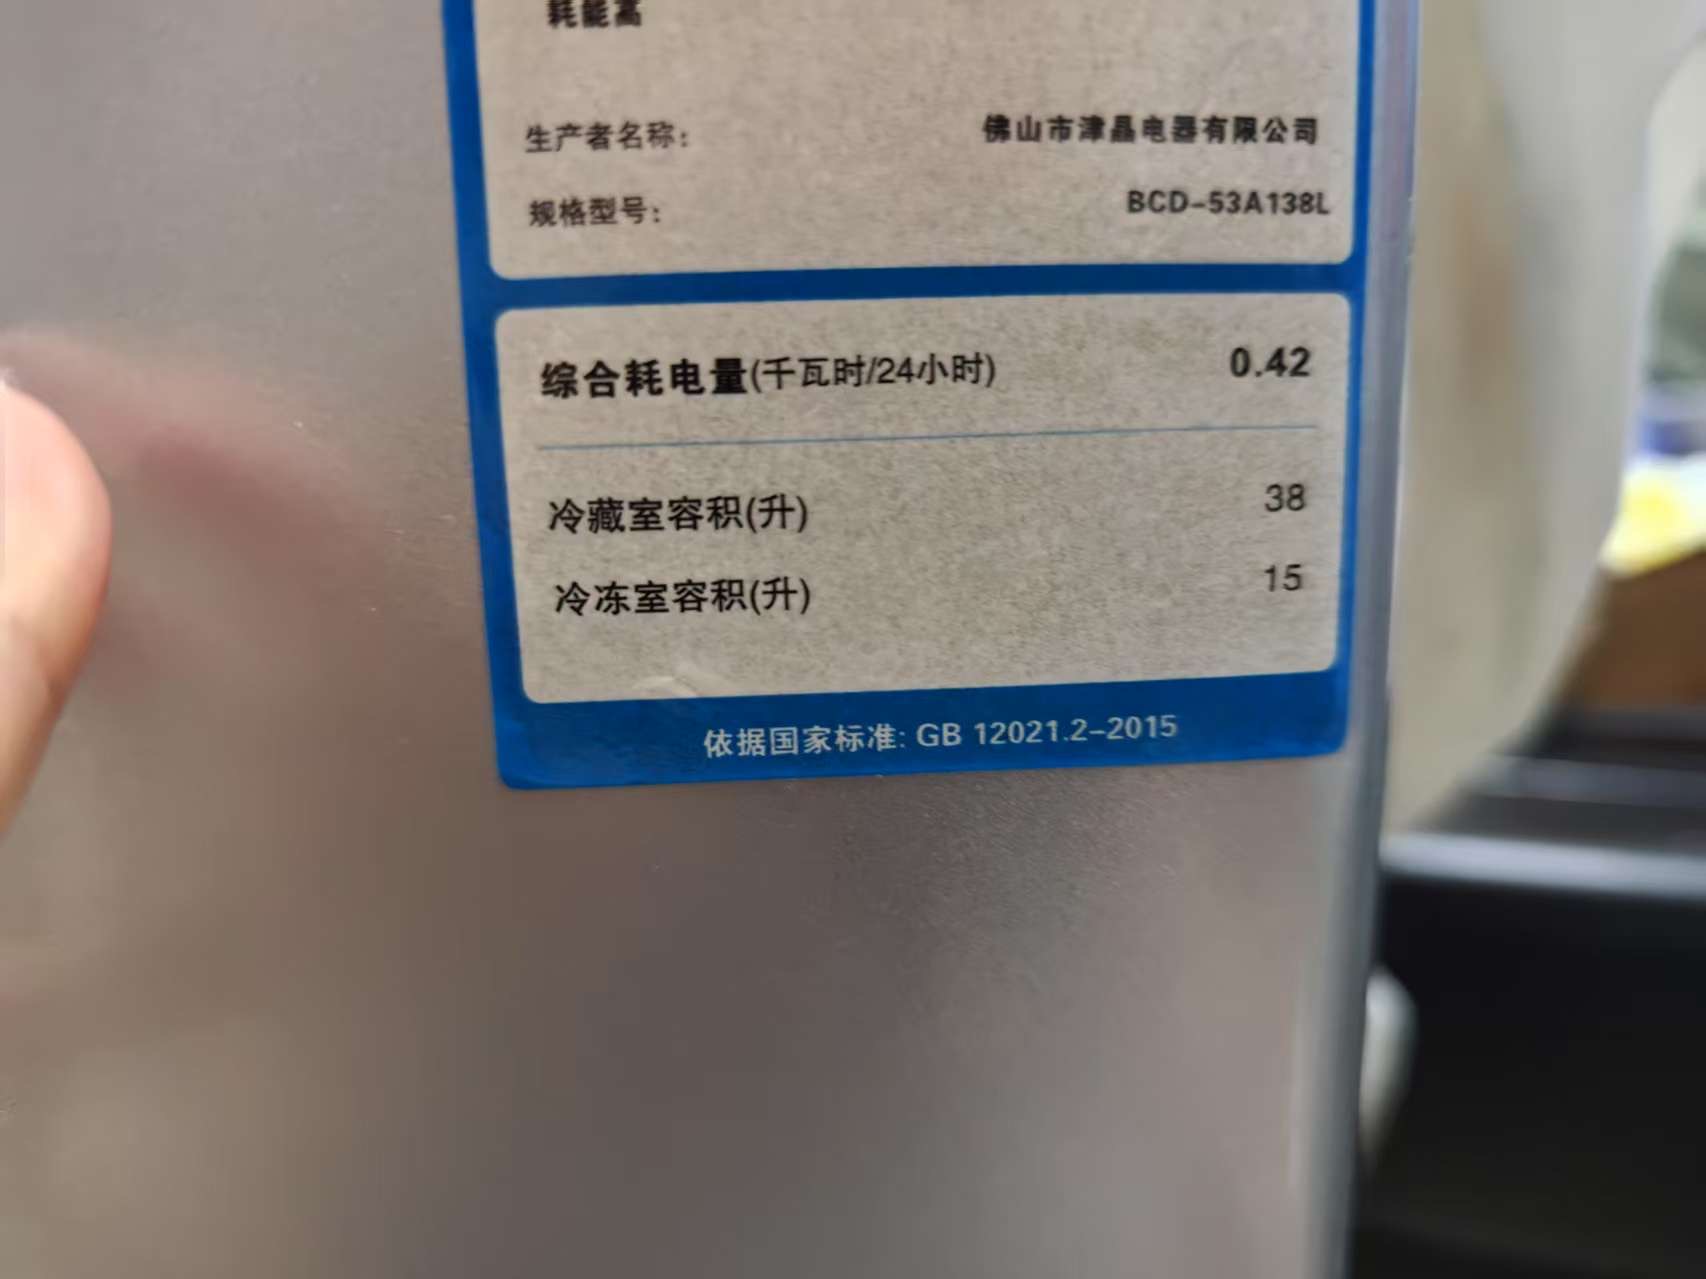 耗能高
生产者名称: 佛山市津晶电器有限公司
规格型号: BCD-53A138L
综合耗电量(千瓦时/24小时) 0.42
冷藏室容积(升) 38
冷冻室容积(升) 15
依据国家标准: GB 12021.2-2015